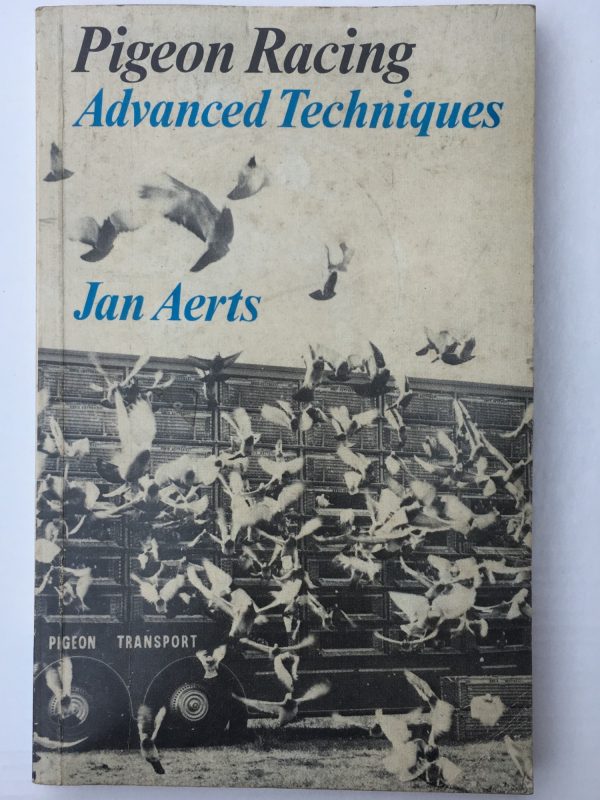 Pigeon Racing
Advanced Techniques
Jan Aerts
PIGEON TRANSPORT